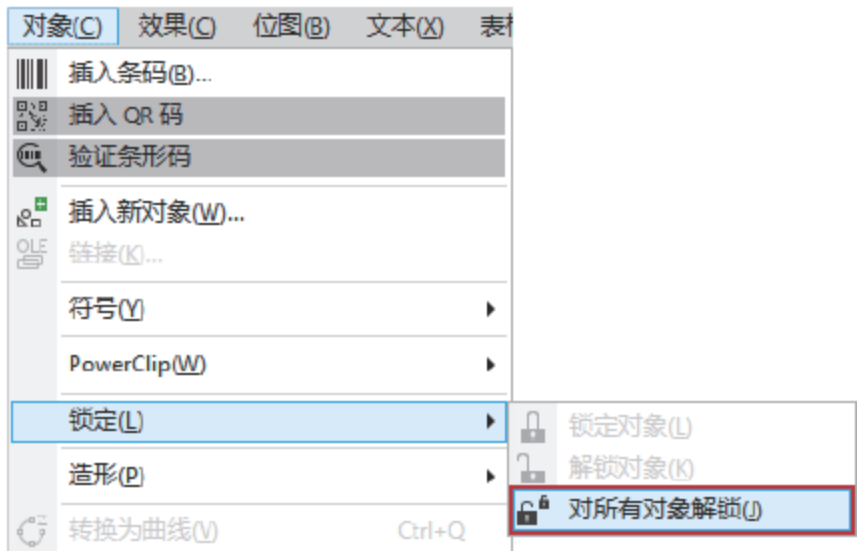 对象(C) 效果(C) 位图(B) 文本(X)
插入条码(B)...
插入 QR 码
验证条形码
插入新对象(W)...
OLE 链接(K)...
符号(Y)
PowerClip(W)
锁定(L)
锁定对象(L)
解锁对象(K)
对所有对象解锁(J)
造形(P)
转换为曲线(V) Ctrl+Q